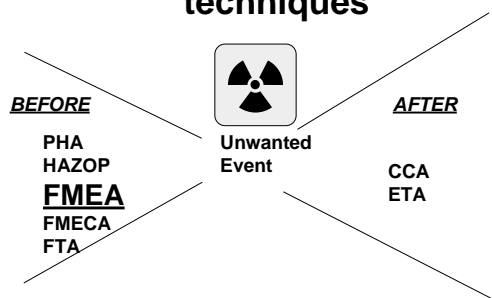 techniques
BEFORE
AFTER
PHA
HAZOP
FMEA
FMECA
FTA
Unwanted
Event
CCA
ETA